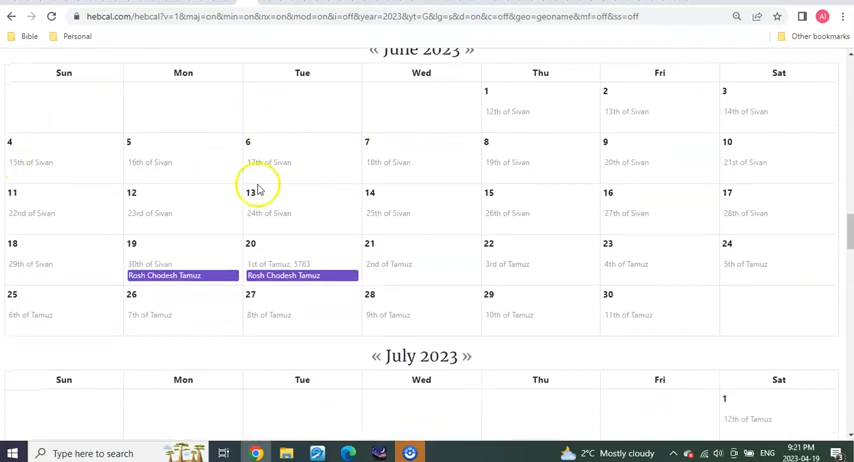 hebcal.com/hebcal?v=1&maj=on&min=on&nx=on&mod=on&i=off&year=2023&yt=G&lg=s&d=on&c=off&geo=geoname&mf=off&ss=off
AI
Bible
Personal
Other bookmarks
« June 2023 »
Sun Mon Tue Wed Thu Fri Sat
1 2 3
12th of Sivan 13th of Sivan 14th of Sivan
4 5 6 7 8 9 10
15th of Sivan 16th of Sivan 17th of Sivan 18th of Sivan 19th of Sivan 20th of Sivan 21st of Sivan
11 12 13 14 15 16 17
22nd of Sivan 23rd of Sivan 24th of Sivan 25th of Sivan 26th of Sivan 27th of Sivan 28th of Sivan
18 19 20 21 22 23 24
29th of Sivan 30th of Sivan 1st of Tamuz, 5783 2nd of Tamuz 3rd of Tamuz 4th of Tamuz 5th of Tamuz
Rosh Chodesh Tamuz Rosh Chodesh Tamuz
25 26 27 28 29 30
6th of Tamuz 7th of Tamuz 8th of Tamuz 9th of Tamuz 10th of Tamuz 11th of Tamuz
« July 2023 »
Sun Mon Tue Wed Thu Fri Sat
1
12th of Tamuz
Type here to search
2°C Mostly cloudy
ENG
9:21 PM
2023-04-19
3